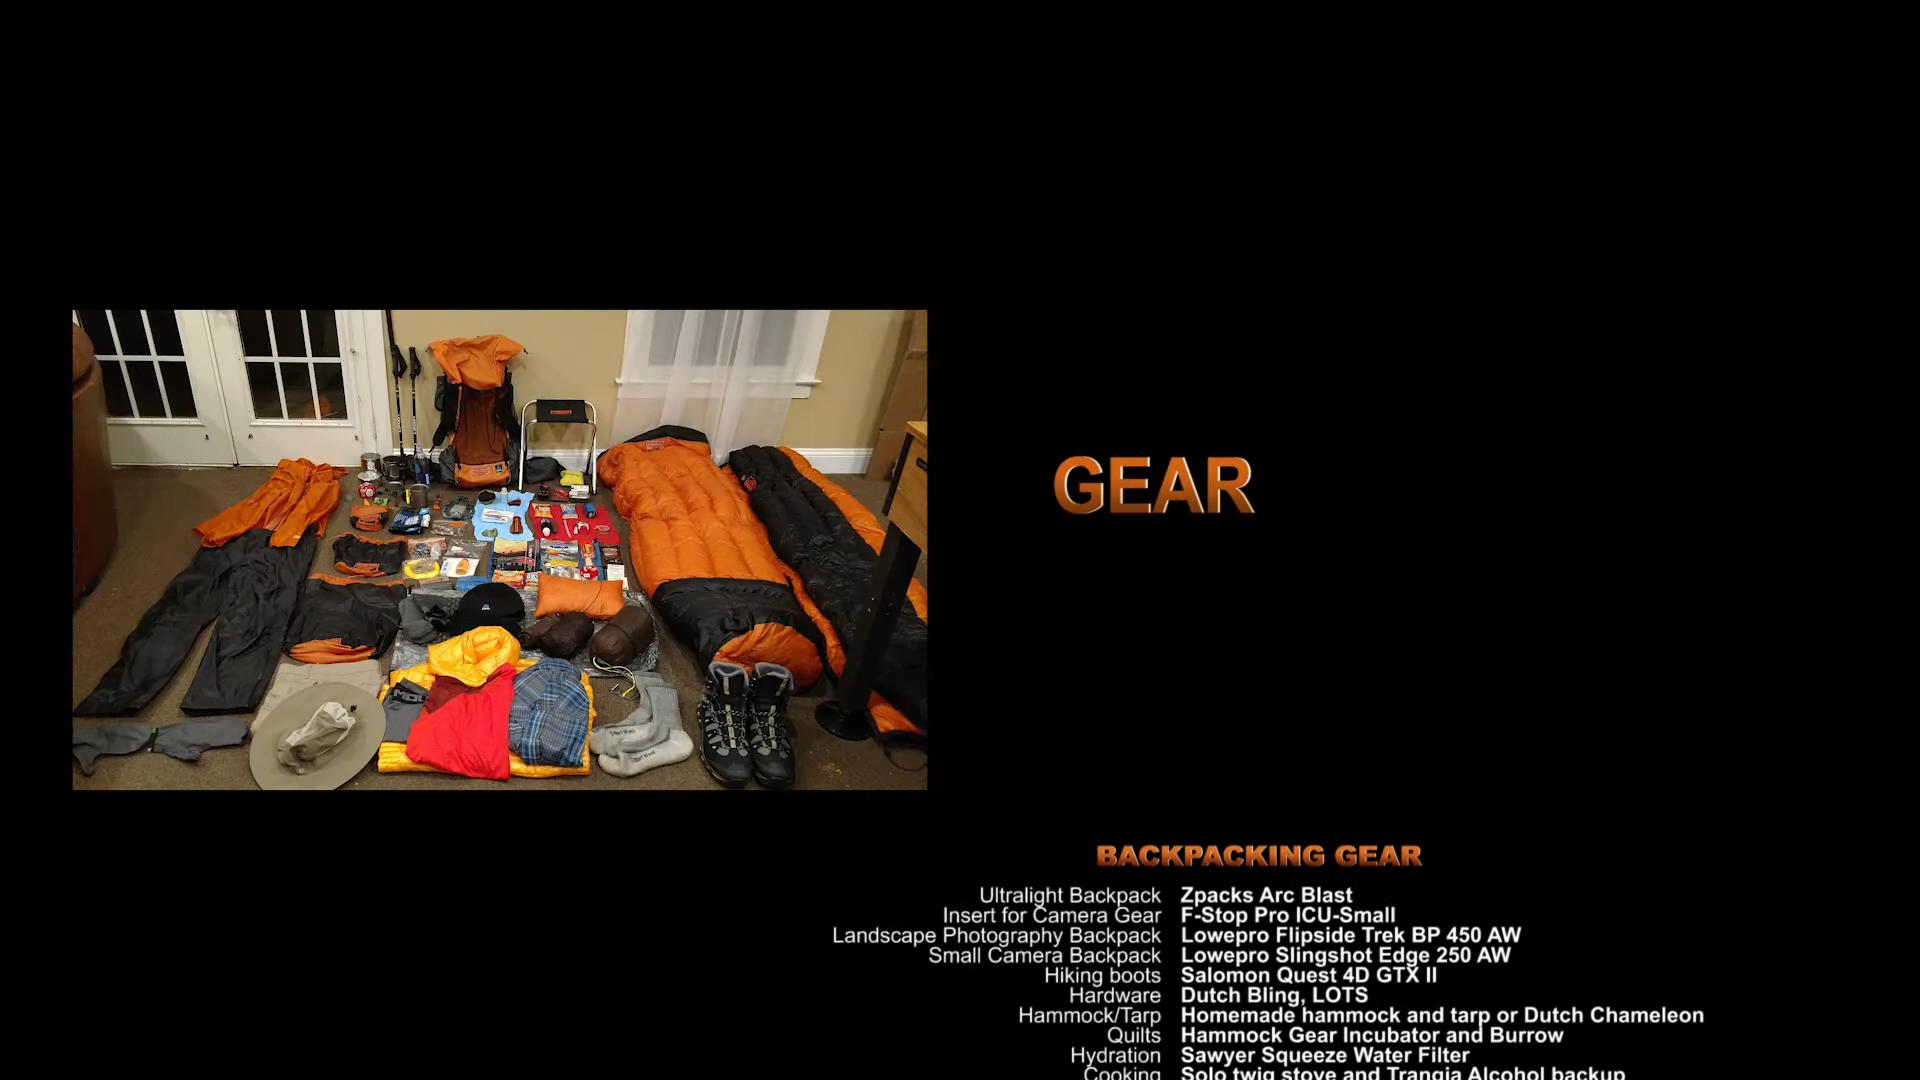 GEAR
BACKPACKING GEAR
Ultralight Backpack Zpacks Arc Blast
Insert for Camera Gear F-Stop Pro ICU-Small
Landscape Photography Backpack Lowepro Flipside Trek BP 450 AW
Small Camera Backpack Lowepro Slingshot Edge 250 AW
Hiking boots Salomon Quest 4D GTX II
Hardware Dutch Bling, LOTS
Hammock/Tarp Homemade hammock and tarp or Dutch Chameleon
Quilts Hammock Gear Incubator and Burrow
Hydration Sawyer Squeeze Water Filter
Cooking Solo twig stove and Trangia Alcohol backup